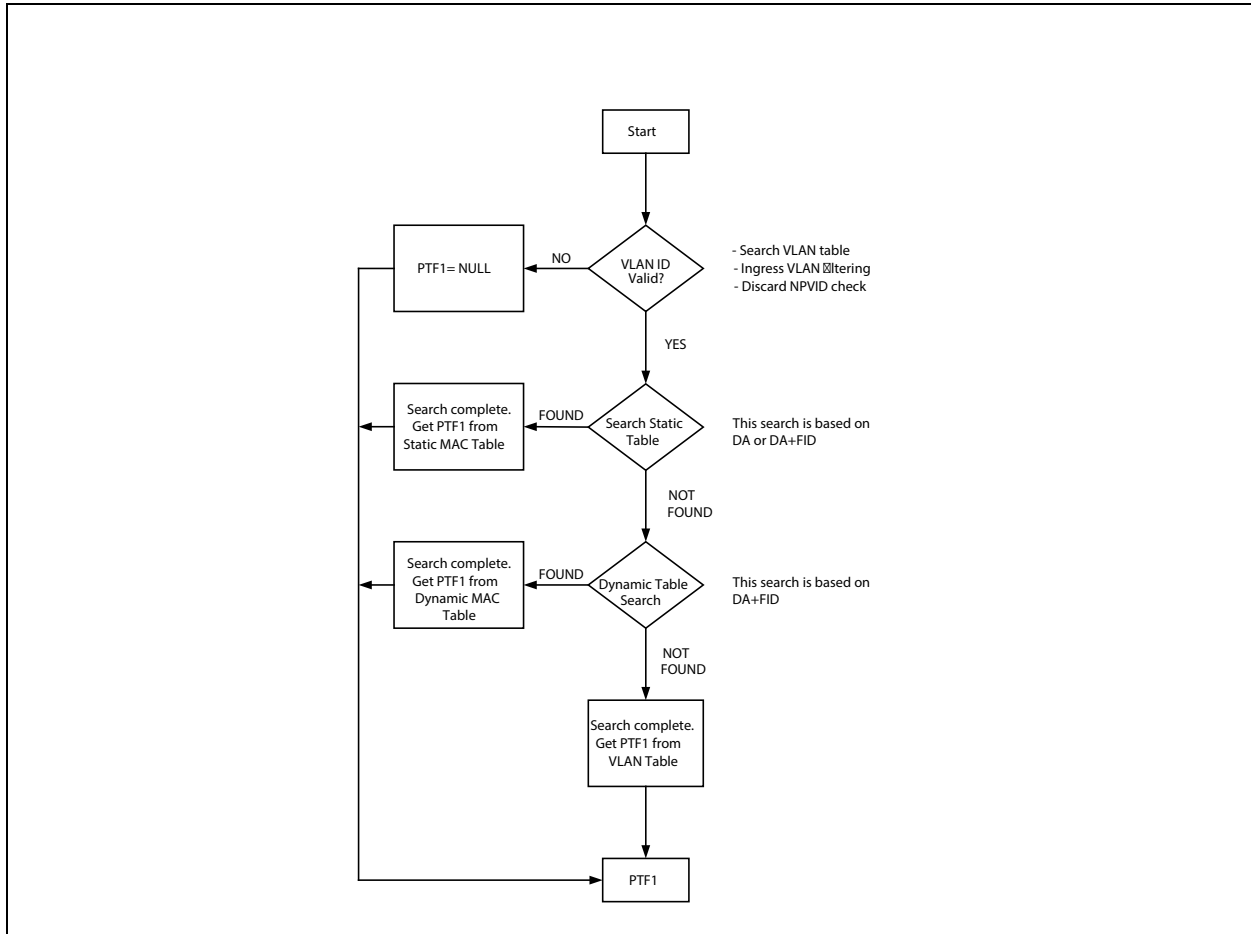 Start
PTF1= NULL
NO
VLAN ID
Valid?
- Search VLAN table
- Ingress VLAN ltering
- Discard NPVID check
YES
Search complete.
Get PTF1 from
Static MAC Table
FOUND
Search Static
Table
This search is based on
DA or DA+FID
NOT
FOUND
Search complete.
Get PTF1 from
Dynamic MAC
Table
FOUND
Dynamic Table
Search
This search is based on
DA+FID
NOT
FOUND
Search complete.
Get PTF1 from
VLAN Table
PTF1